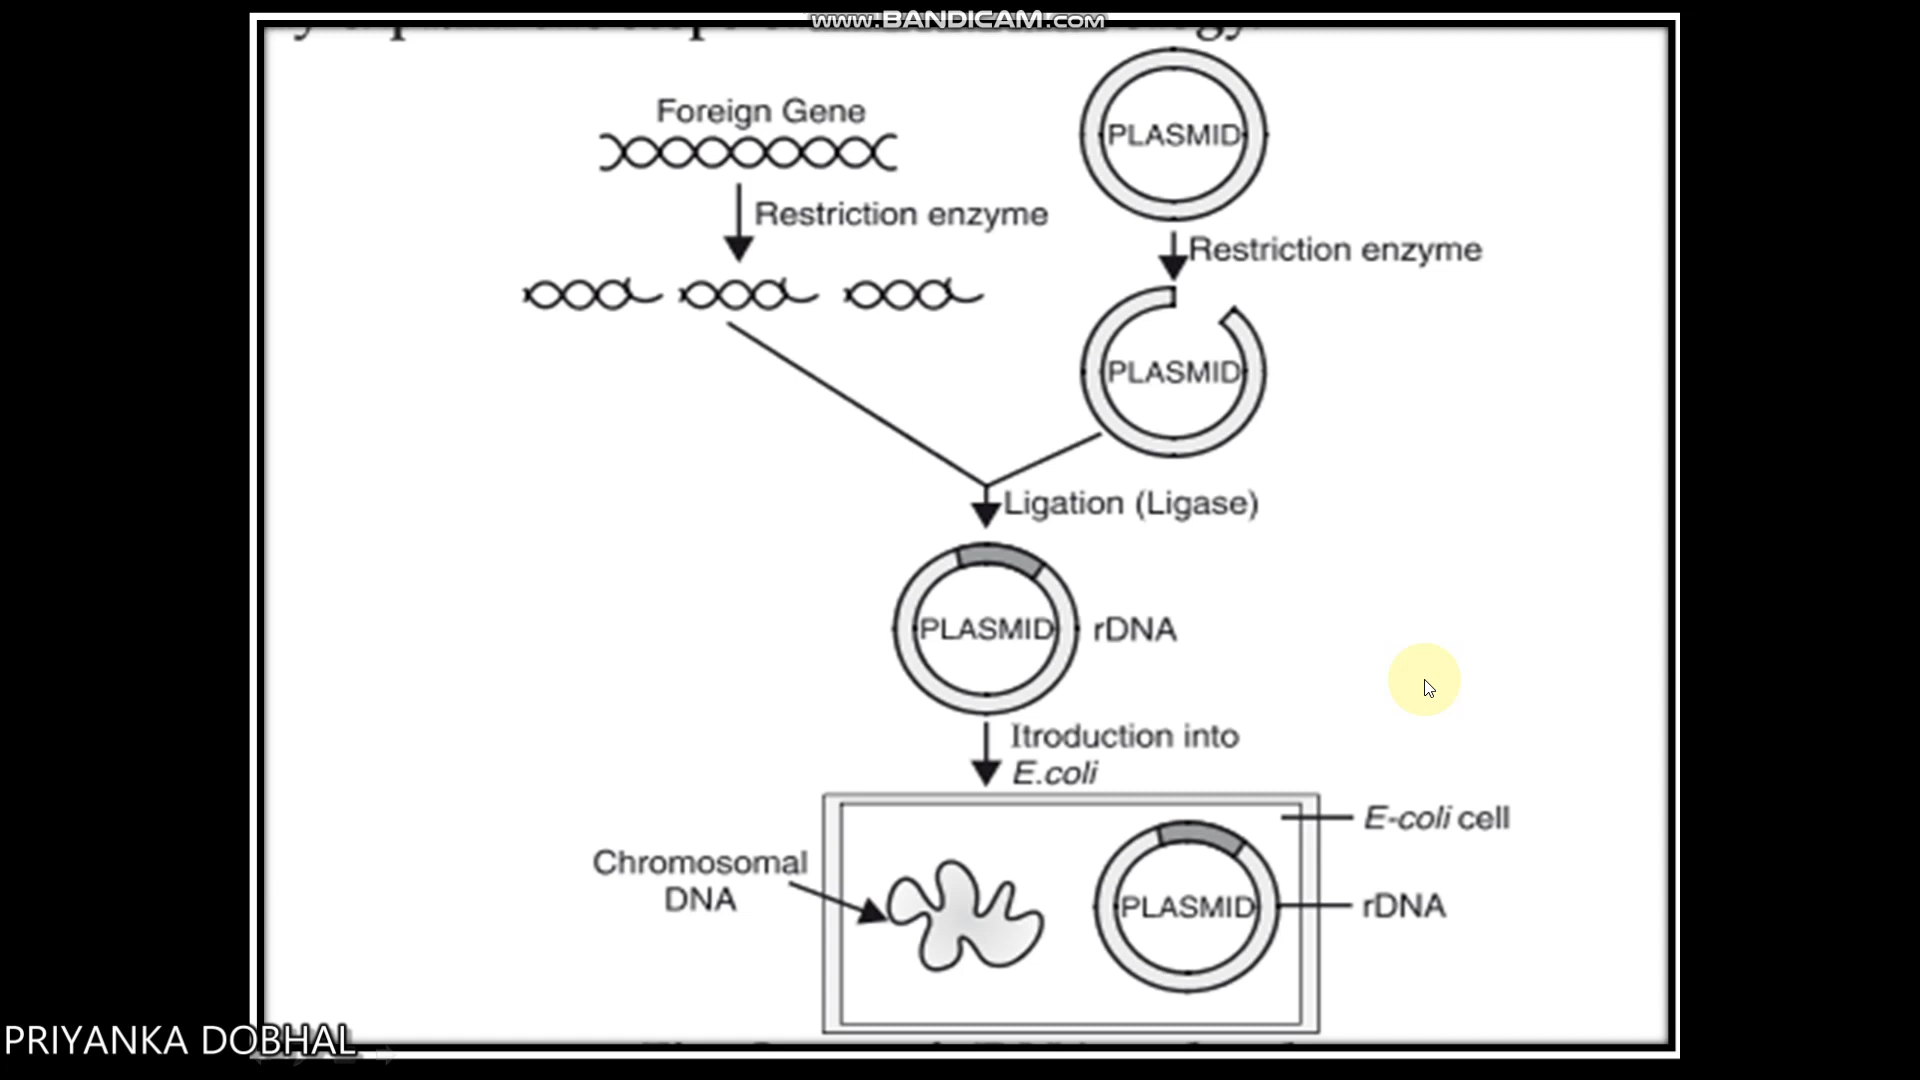 www.BANDICAM.com
Foreign Gene
PLASMID
Restriction enzyme
Restriction enzyme
PLASMID
Ligation (Ligase)
PLASMID rDNA
Itroduction into
E.coli
E-coli cell
Chromosomal
DNA
PLASMID
rDNA
PRIYANKA DOBHAL